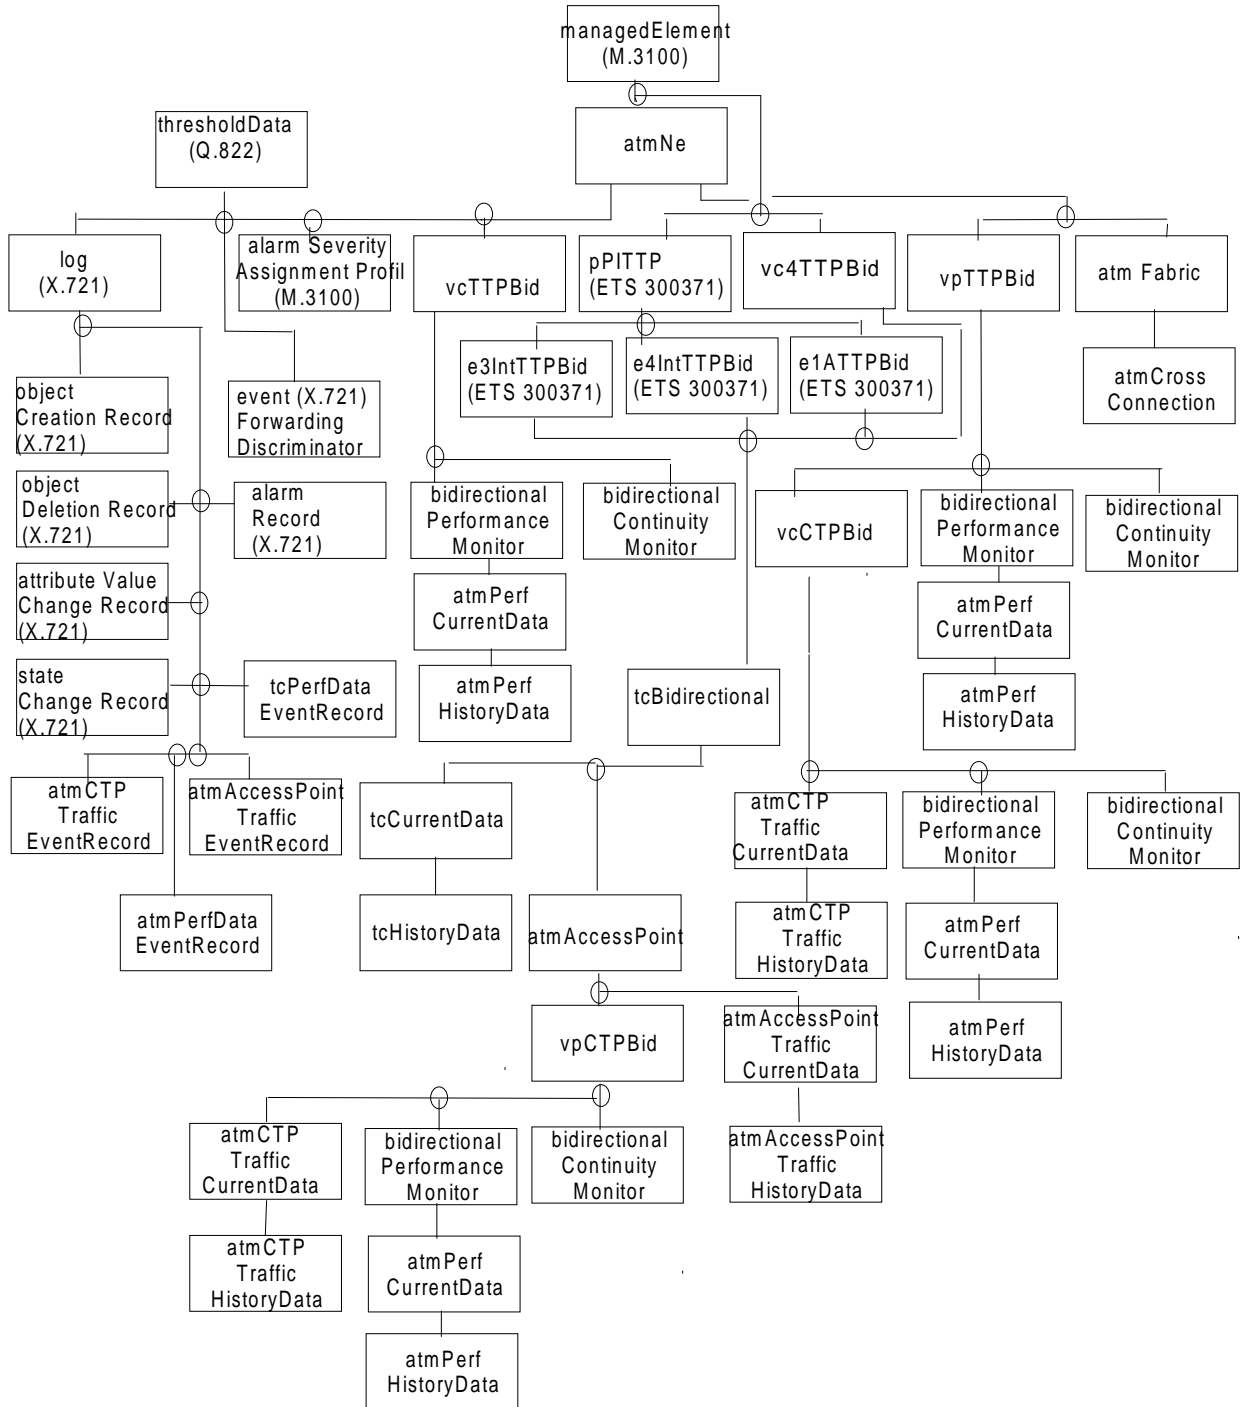 managedElement
(M.3100)
thresholdData
(Q.822)
atmNe
log
(X.721)
alarm Severity
Assignment Profil
(M.3100)
vcTTPBid
pPITTP
(ETS 300371)
vc4TTPBid
vpTTPBid
atm Fabric
e3IntTTPBid
(ETS 300371)
e4IntTTPBid
(ETS 300371)
e1ATTPBid
(ETS 300371)
atmCross
Connection
object
Creation Record
(X.721)
event (X.721)
Forwarding
Discriminator
object
Deletion Record
(X.721)
alarm
Record
(X.721)
bidirectional
Performance
Monitor
bidirectional
Continuity
Monitor
vcCTPBid
bidirectional
Performance
Monitor
bidirectional
Continuity
Monitor
attribute Value
Change Record
(X.721)
atmPerf
CurrentData
atmPerf
CurrentData
state
Change Record
(X.721)
tcPerfData
EventRecord
atmPerf
HistoryData
tcBidirectional
atmPerf
HistoryData
atmCTP
Traffic
EventRecord
atmAccessPoint
Traffic
EventRecord
tcCurrentData
atmCTP
Traffic
CurrentData
bidirectional
Performance
Monitor
bidirectional
Continuity
Monitor
atmPerfData
EventRecord
tcHistoryData
atmAccessPoint
atmCTP
Traffic
HistoryData
atmPerf
CurrentData
vpCTPBid
atmAccessPoint
Traffic
CurrentData
atmPerf
HistoryData
atmCTP
Traffic
CurrentData
bidirectional
Performance
Monitor
bidirectional
Continuity
Monitor
atmAccessPoint
Traffic
HistoryData
atmCTP
Traffic
HistoryData
atmPerf
CurrentData
atmPerf
HistoryData